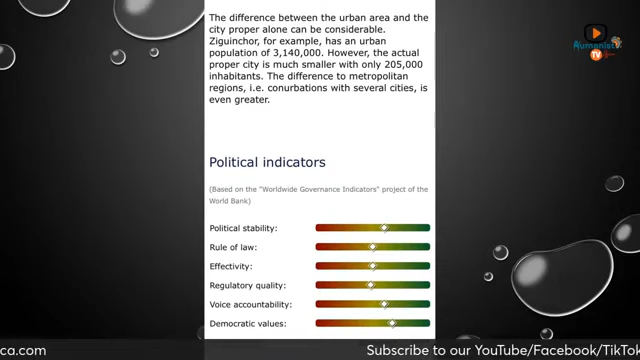 The difference between the urban area and the
city proper alone can be considerable.
Ziguinchor, for example, has an urban
population of 3,140,000. However, the actual
proper city is much smaller with only 205,000
inhabitants. The difference to metropolitan
regions, i.e. conurbations with several cities, is
even greater.
Political indicators
(Based on the "Worldwide Governance Indicators" project of the
World Bank)
Political stability:
Rule of law:
Effectivity:
Regulatory quality:
Voice accountability:
Democratic values:
Humanist
TV
ca.com
Subscribe to our YouTube/Facebook/TikTok